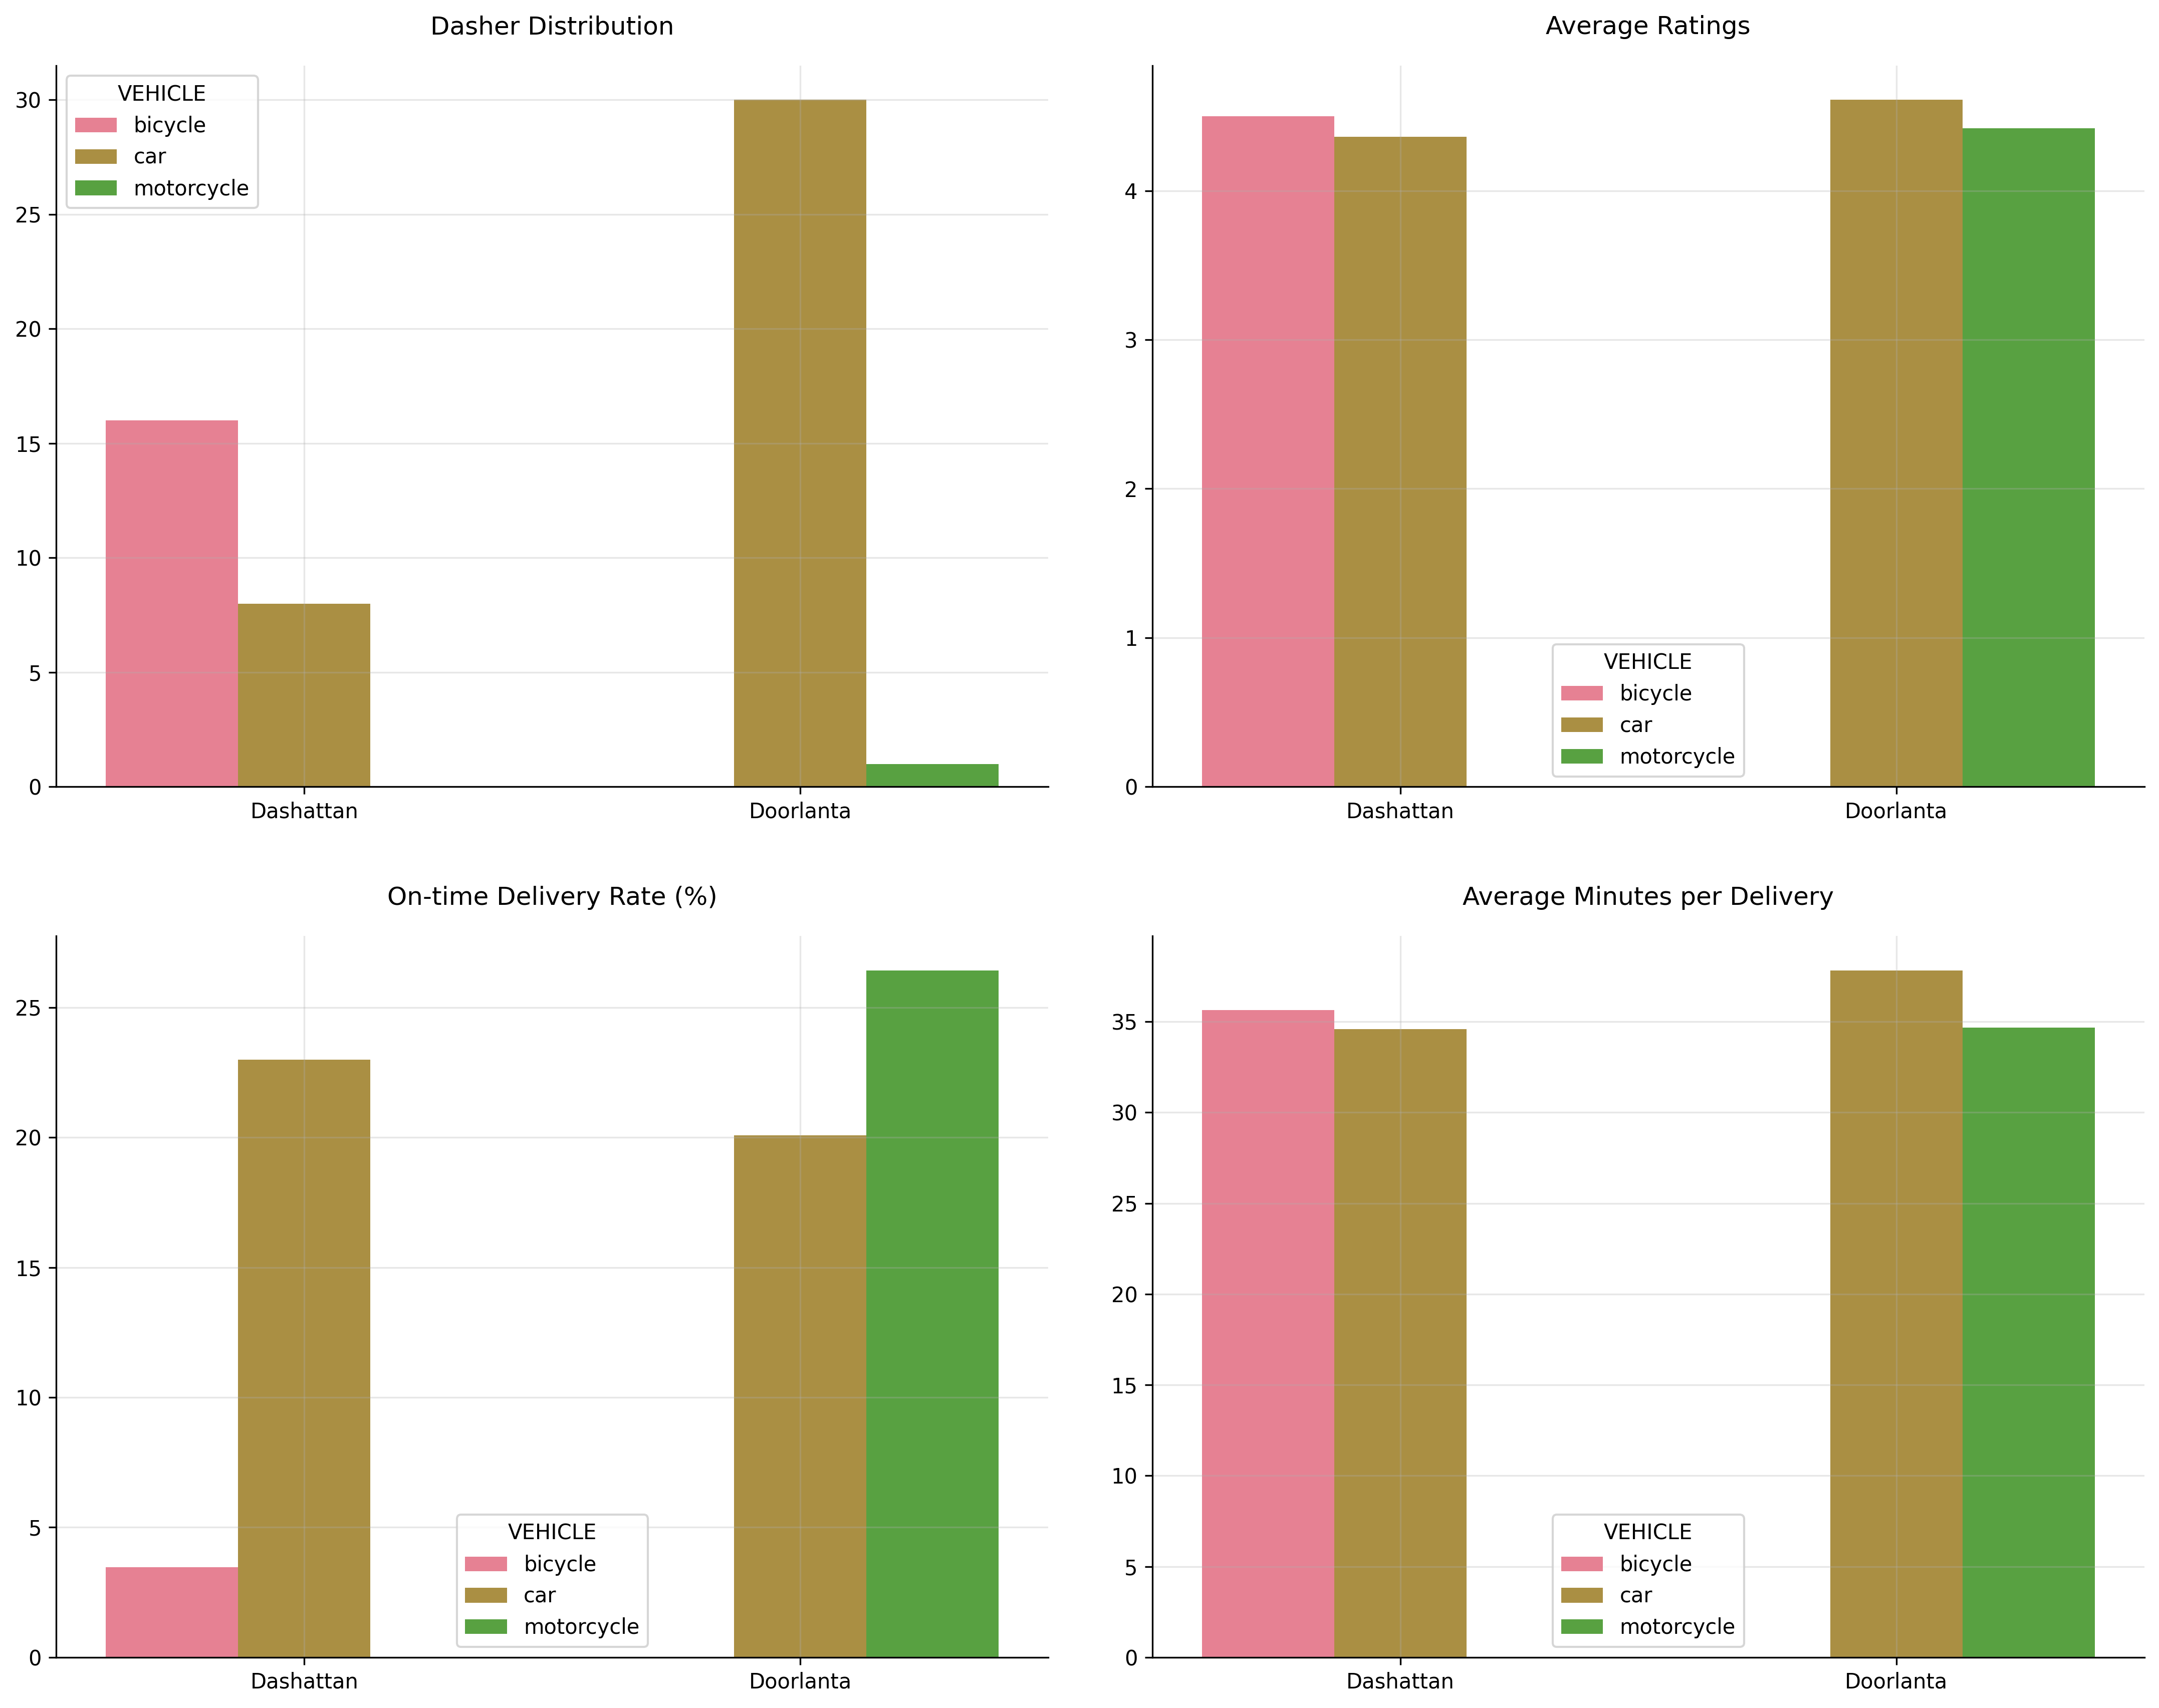 Dasher Distribution
30
25
20
15
10
5
0
VEHICLE
bicycle
car
motorcycle
Dashattan
Doorlanta
Average Ratings
4
3
2
1
0
VEHICLE
bicycle
car
motorcycle
Dashattan
Doorlanta
On-time Delivery Rate (%)
25
20
15
10
5
0
VEHICLE
bicycle
car
motorcycle
Dashattan
Doorlanta
Average Minutes per Delivery
35
30
25
20
15
10
5
0
VEHICLE
bicycle
car
motorcycle
Dashattan
Doorlanta